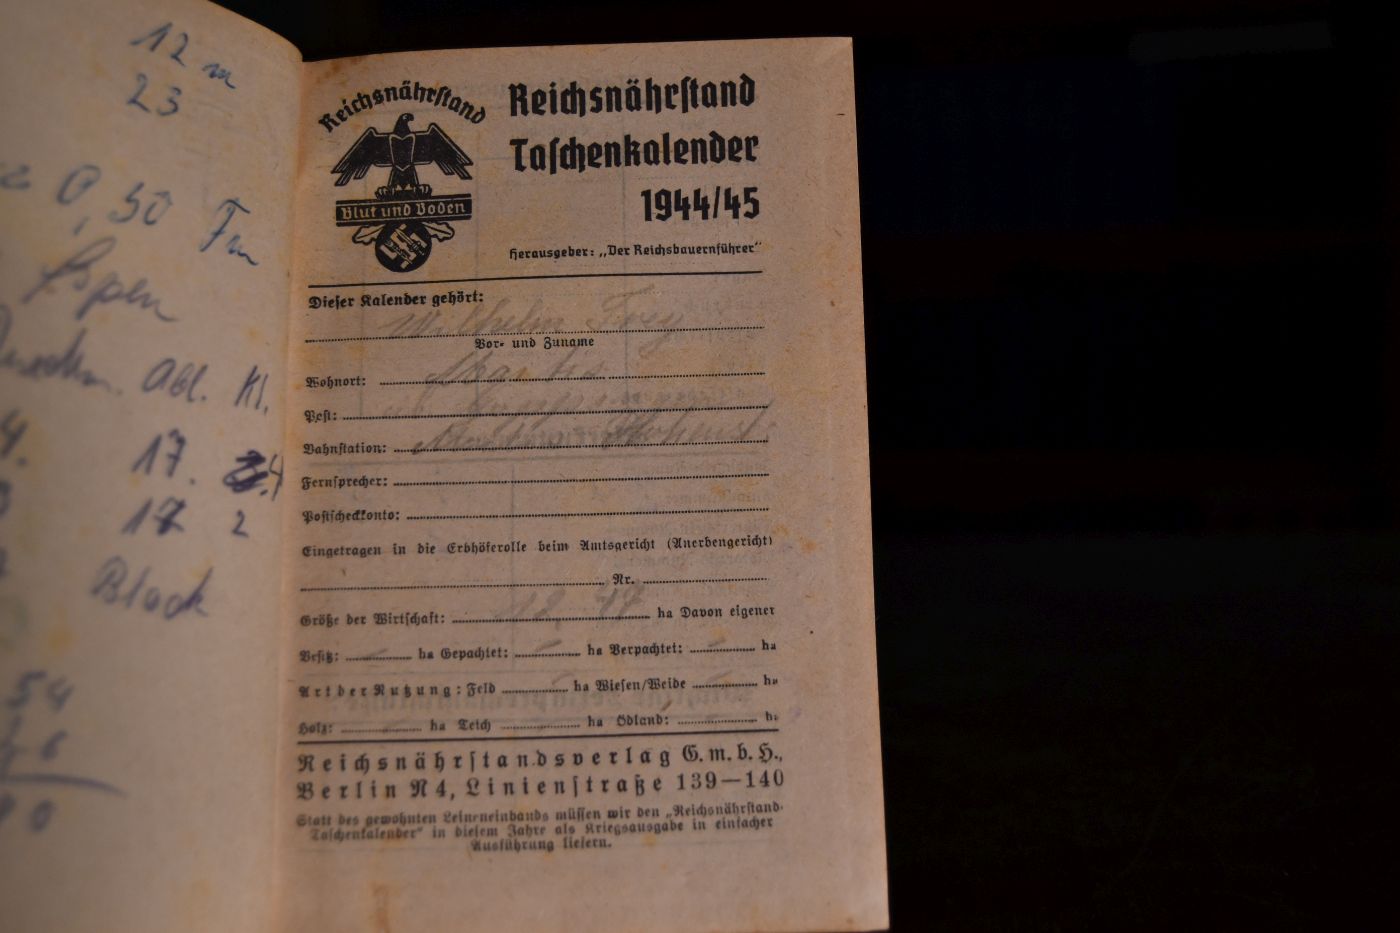 12 m
23
0,50 Fm
17.
17 2
Block
54
Reichsnährstand
Blut und Boden
Reichsnährstand
Taschenkalender
1944/45
Herausgeber: „Der Reichsbauernführer“
Dieser Kalender gehört:
Wilhelm Frey
Vor- und Zuname
Wohnort:
Post:
Bahnstation:
Fernsprecher:
Postscheckkonto:
Eingetragen in die Erbhöferolle beim Amtsgericht (Anerbengericht)
Nr.
Größe der Wirtschaft: ha Davon eigener
Besitz: ha Gepachtet: ha Verpachtet: ha
Art der Nutzung: Feld ha Wiesen/Weide ha
Holz: ha Teich ha Ödland: h.
Reichsnährstandsverlag G.m.b.H.,
Berlin N4, Linienstraße 139—140
Statt des gewohnten Leineneinbands müssen wir den „Reichsnährstand-
Taschenkalender“ in diesem Jahre als Kriegsausgabe in einfacher
Ausführung liefern.